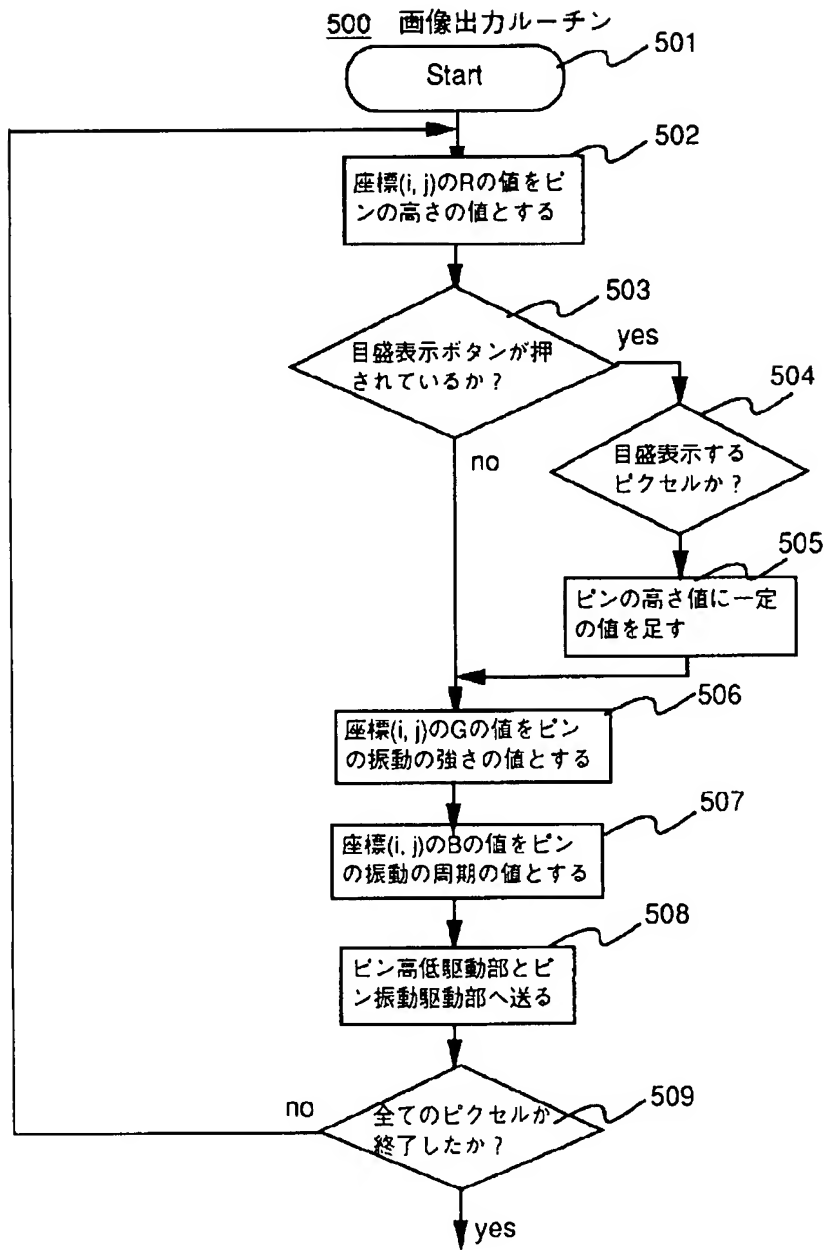 500 画像出力ルーチン
501
Start
502
座標(i, j)のRの値をピ
ンの高さの値とする
503
目盛表示ボタンが押
されているか？
yes
no
504
目盛表示する
ピクセルか？
505
ピンの高さ値に一定
の値を足す
506
座標(i, j)のGの値をピン
の振動の強さの値とする
507
座標(i, j)のBの値をピン
の振動の周期の値とする
508
ピン高低駆動部とピ
ン振動駆動部へ送る
509
no
全てのピクセルか
終了したか？
yes